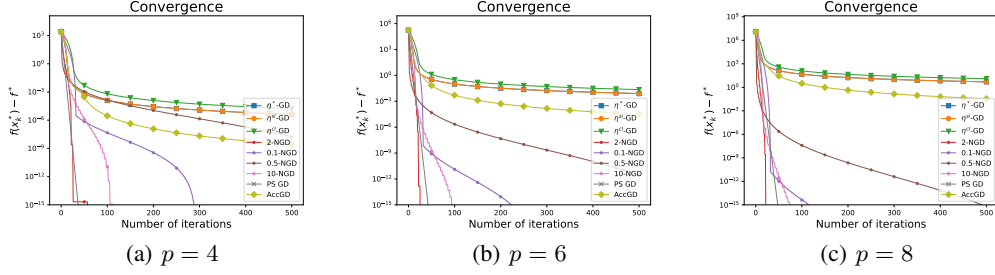 Convergence
Convergence
Convergence
f(x_k^*) − f^*
10^3
10^0
10^{-3}
10^{-6}
10^{-9}
10^{-12}
10^{-15}
η^*-GD
2-NGD
0.1-NGD
0.5-NGD
10-NGD
PS GD
AccGD
0 100 200 300 400 500
Number of iterations
f(x_k^*) − f^*
10^6
10^3
10^0
10^{-3}
10^{-6}
10^{-9}
10^{-12}
10^{-15}
η^*-GD
2-NGD
0.1-NGD
0.5-NGD
10-NGD
PS GD
AccGD
0 100 200 300 400 500
Number of iterations
f(x_k^*) − f^*
10^9
10^6
10^3
10^0
10^{-3}
10^{-6}
10^{-9}
10^{-12}
10^{-15}
η^*-GD
2-NGD
0.1-NGD
0.5-NGD
10-NGD
PS GD
AccGD
0 100 200 300 400 500
Number of iterations
(a) p = 4
(b) p = 6
(c) p = 8